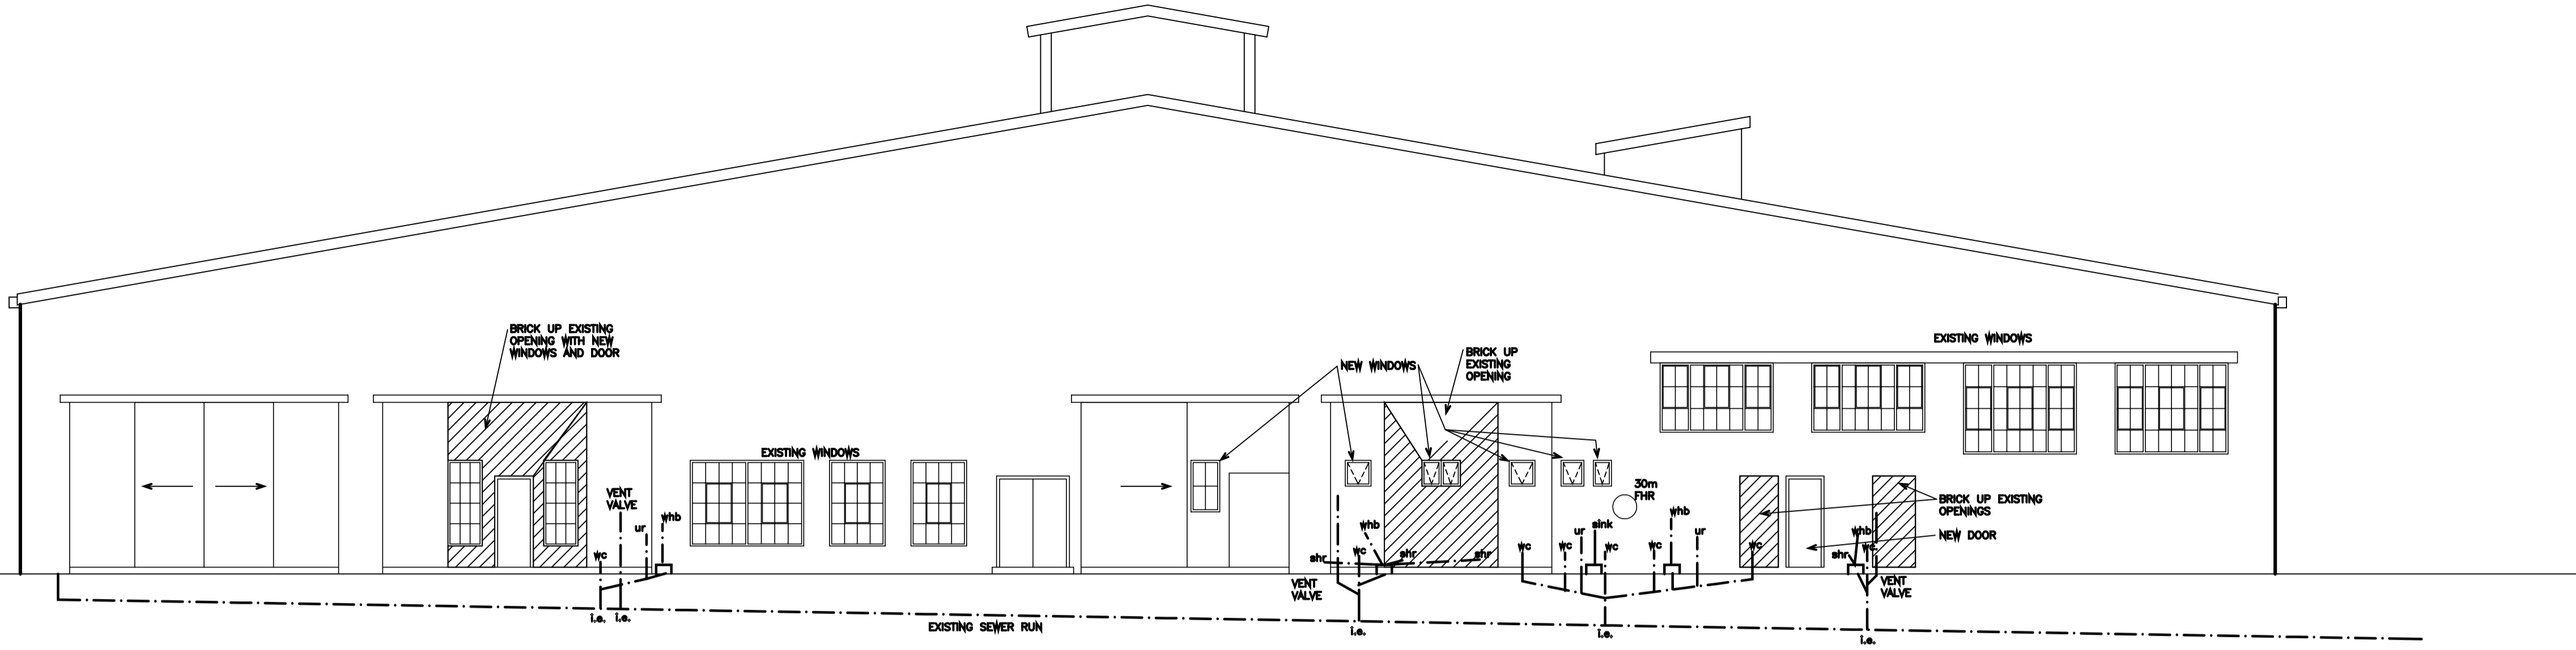 BRICK UP EXISTING
OPENING WITH NEW
WINDOWS AND DOOR
EXISTING WINDOWS
NEW WINDOWS
BRICK UP
EXISTING
OPENING
EXISTING WINDOWS
30m
FHR
BRICK UP EXISTING
OPENINGS
NEW DOOR
VENT
VALVE
wc
ur
whb
shr
whb
wc
shr
shr
VENT
VALVE
wc
wc
ur
sink
wc
wc
whb
ur
wc
shr
whb
wc
VENT
VALVE
i.e.
i.e.
EXISTING SEWER RUN
i.e.
i.e.
i.e.